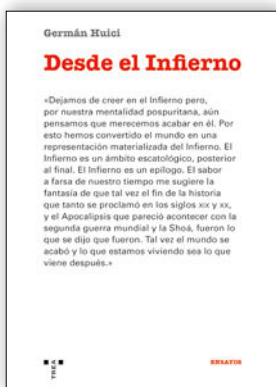 Germán Huici
Desde el Infierno
«Dejamos de creer en el Infierno pero,
por nuestra mentalidad pospuritana, aún
pensamos que merecemos acabar en él. Por
esto hemos convertido el mundo en una
representación materializada del Infierno. El
Infierno es un ámbito escatológico, posterior
al final. El Infierno es un epílogo. El sabor
a farsa de nuestro tiempo me sugiere la
fantasía de que tal vez el fin de la historia
que tanto se proclamó en los siglos XIX y XX,
y el Apocalipsis que pareció acontecer con la
segunda guerra mundial y la Shoá, fueron lo
que se dijo que fueron. Tal vez el mundo se
acabó y lo que estamos viviendo sea lo que
viene después.»
TREA
ENSAYOS